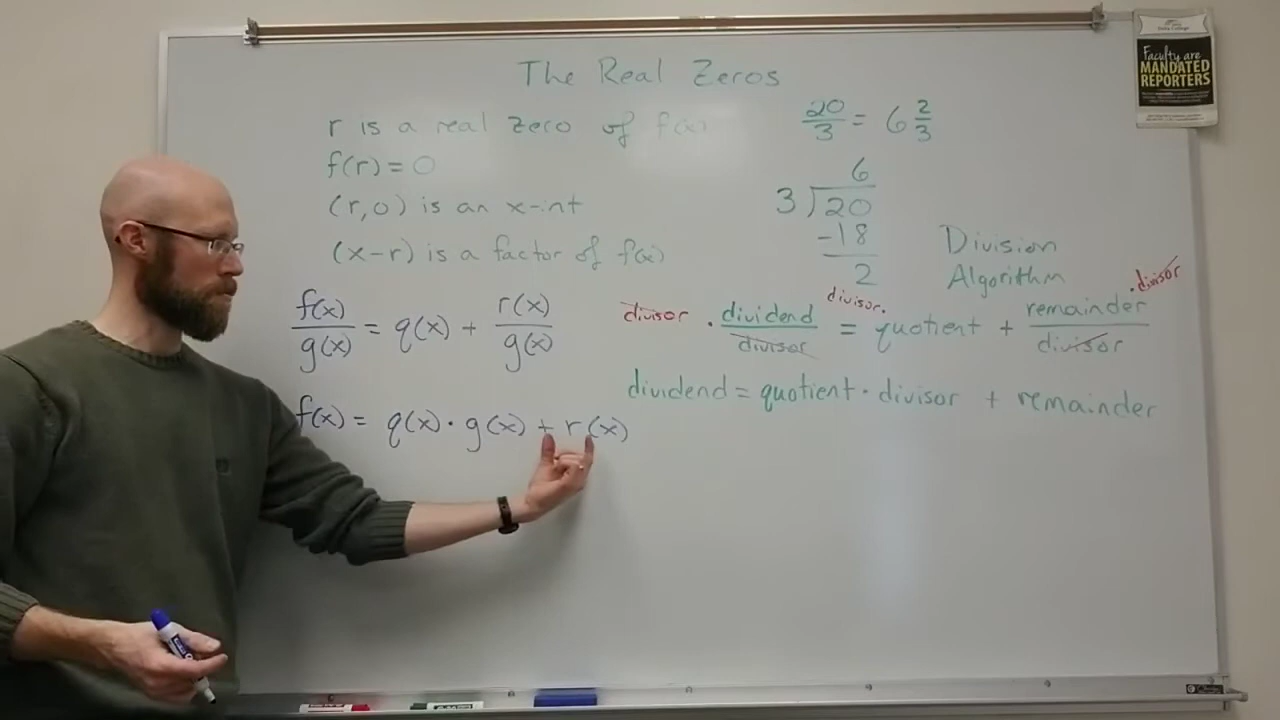 The Real Zeros
r is a real zero of f(x)
f(r) = 0
(r,0) is an x-int
(x-r) is a factor of f(x)
f(x)/g(x) = q(x) + r(x)/g(x)
f(x) = q(x) · g(x) + r(x)
20/3 = 6 2/3
6
3 ) 20
-18
2
Division
Algorithm
divisor · dividend/divisor = divisor · quotient + remainder/divisor · divisor
dividend = quotient · divisor + remainder
Faculty are
MANDATED
REPORTERS